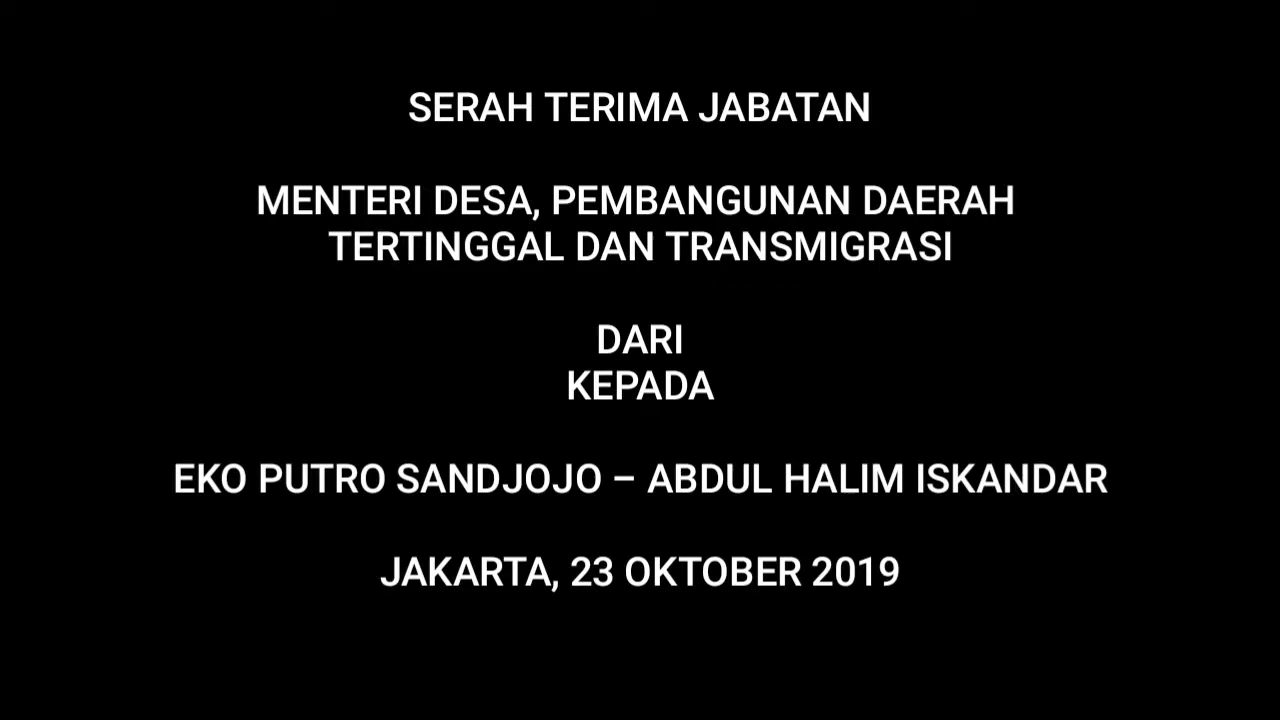 SERAH TERIMA JABATAN
MENTERI DESA, PEMBANGUNAN DAERAH
TERTINGGAL DAN TRANSMIGRASI
DARI
KEPADA
EKO PUTRO SANDJOJO – ABDUL HALIM ISKANDAR
JAKARTA, 23 OKTOBER 2019